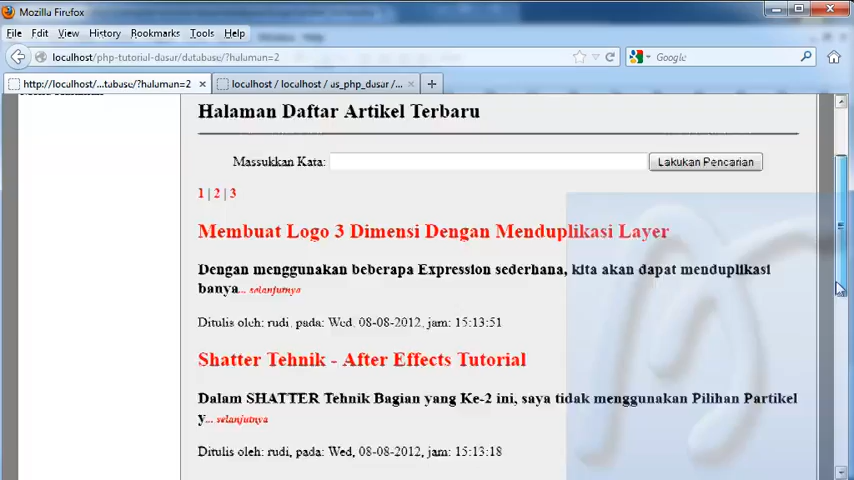 Mozilla Firefox
File Edit View History Bookmarks Tools Help
localhost/php-tutorial-dasar/database/?halaman=2
Google
http://localhost/...tabase/?halaman=2
localhost / localhost / as_php_dasar /...
Halaman Daftar Artikel Terbaru
Massukkan Kata:
Lakukan Pencarian
1 | 2 | 3
Membuat Logo 3 Dimensi Dengan Menduplikasi Layer
Dengan menggunakan beberapa Expression sederhana, kita akan dapat menduplikasi
banya... selanjutnya
Ditulis oleh: rudi, pada: Wed, 08-08-2012, jam: 15:13:51
Shatter Tehnik - After Effects Tutorial
Dalam SHATTER Tehnik Bagian yang Ke-2 ini, saya tidak menggunakan Pilihan Partikel
y... selanjutnya
Ditulis oleh: rudi, pada: Wed, 08-08-2012, jam: 15:13:18